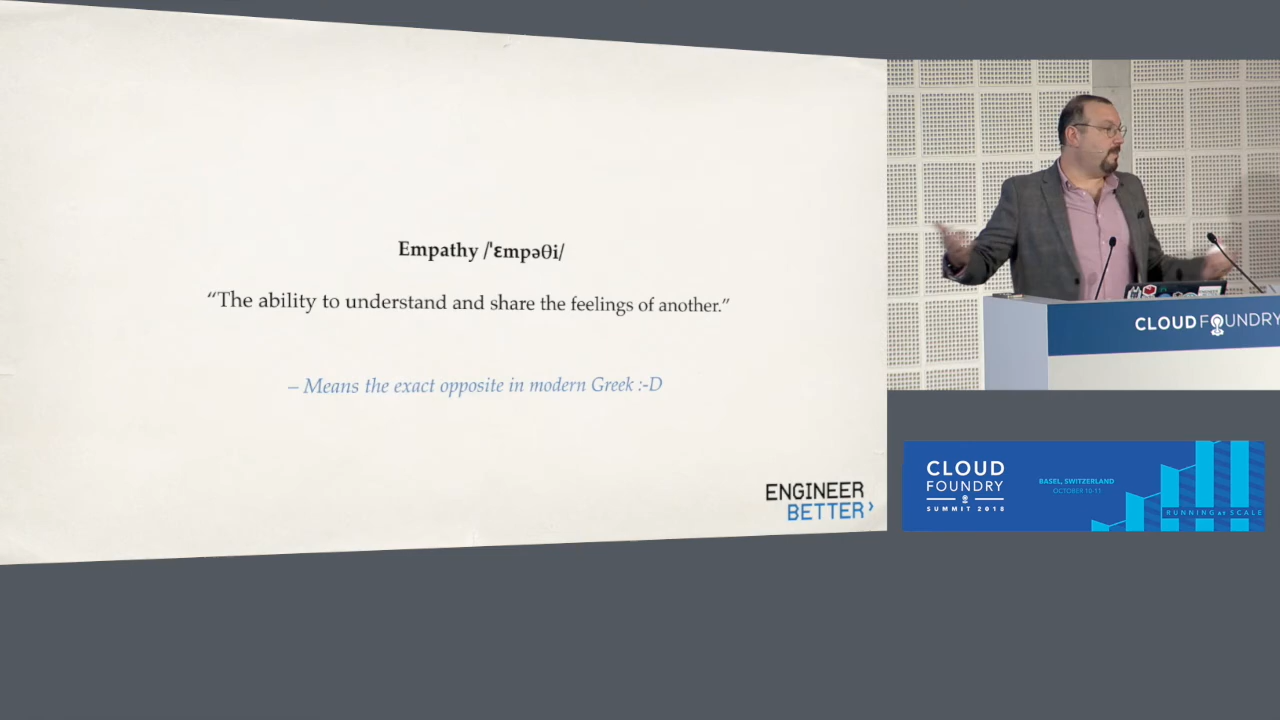 Empathy /ˈɛmpəθi/
“The ability to understand and share the feelings of another.”
– Means the exact opposite in modern Greek :-D
ENGINEER
BETTER
CLOUD FOUNDRY
CLOUD
FOUNDRY
SUMMIT 2018
BASEL, SWITZERLAND
OCTOBER 10-11
RUNNING at SCALE